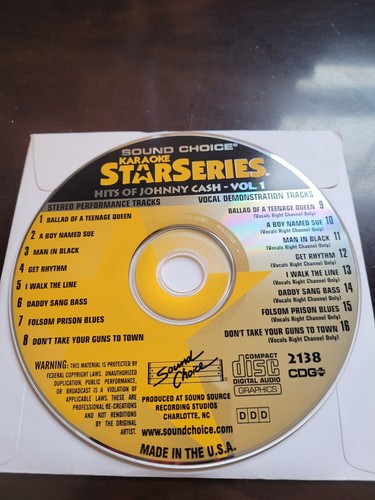 SOUND CHOICE®
KARAOKE
STARSERIES®
HITS OF JOHNNY CASH - VOL. 1
STEREO PERFORMANCE TRACKS
1 BALLAD OF A TEENAGE QUEEN
2 A BOY NAMED SUE
3 MAN IN BLACK
4 GET RHYTHM
5 I WALK THE LINE
6 DADDY SANG BASS
7 FOLSOM PRISON BLUES
8 DON'T TAKE YOUR GUNS TO TOWN
VOCAL DEMONSTRATION TRACKS
BALLAD OF A TEENAGE QUEEN 9
(Vocals Right Channel Only)
A BOY NAMED SUE 10
(Vocals Right Channel Only)
MAN IN BLACK 11
(Vocals Right Channel Only)
GET RHYTHM 12
(Vocals Right Channel Only)
I WALK THE LINE 13
(Vocals Right Channel Only)
DADDY SANG BASS 14
(Vocals Right Channel Only)
FOLSOM PRISON BLUES 15
(Vocals Right Channel Only)
DON'T TAKE YOUR GUNS TO TOWN 16
(Vocals Right Channel Only)
WARNING: THIS MATERIAL IS PROTECTED BY
FEDERAL COPYRIGHT LAWS. UNAUTHORIZED
DUPLICATION, PUBLIC PERFORMANCE,
OR BROADCAST IS A VIOLATION OF
APPLICABLE LAWS. THESE ARE
PROFESSIONAL RE-CREATIONS
AND NOT RENDITIONS BY
THE ORIGINAL
ARTIST.
Sound
Choice
PRODUCED AT SOUND SOURCE
RECORDING STUDIOS
CHARLOTTE, NC
www.soundchoice.com
MADE IN THE U.S.A.
COMPACT
disc
DIGITAL AUDIO
GRAPHICS
DDD
2138
CDG